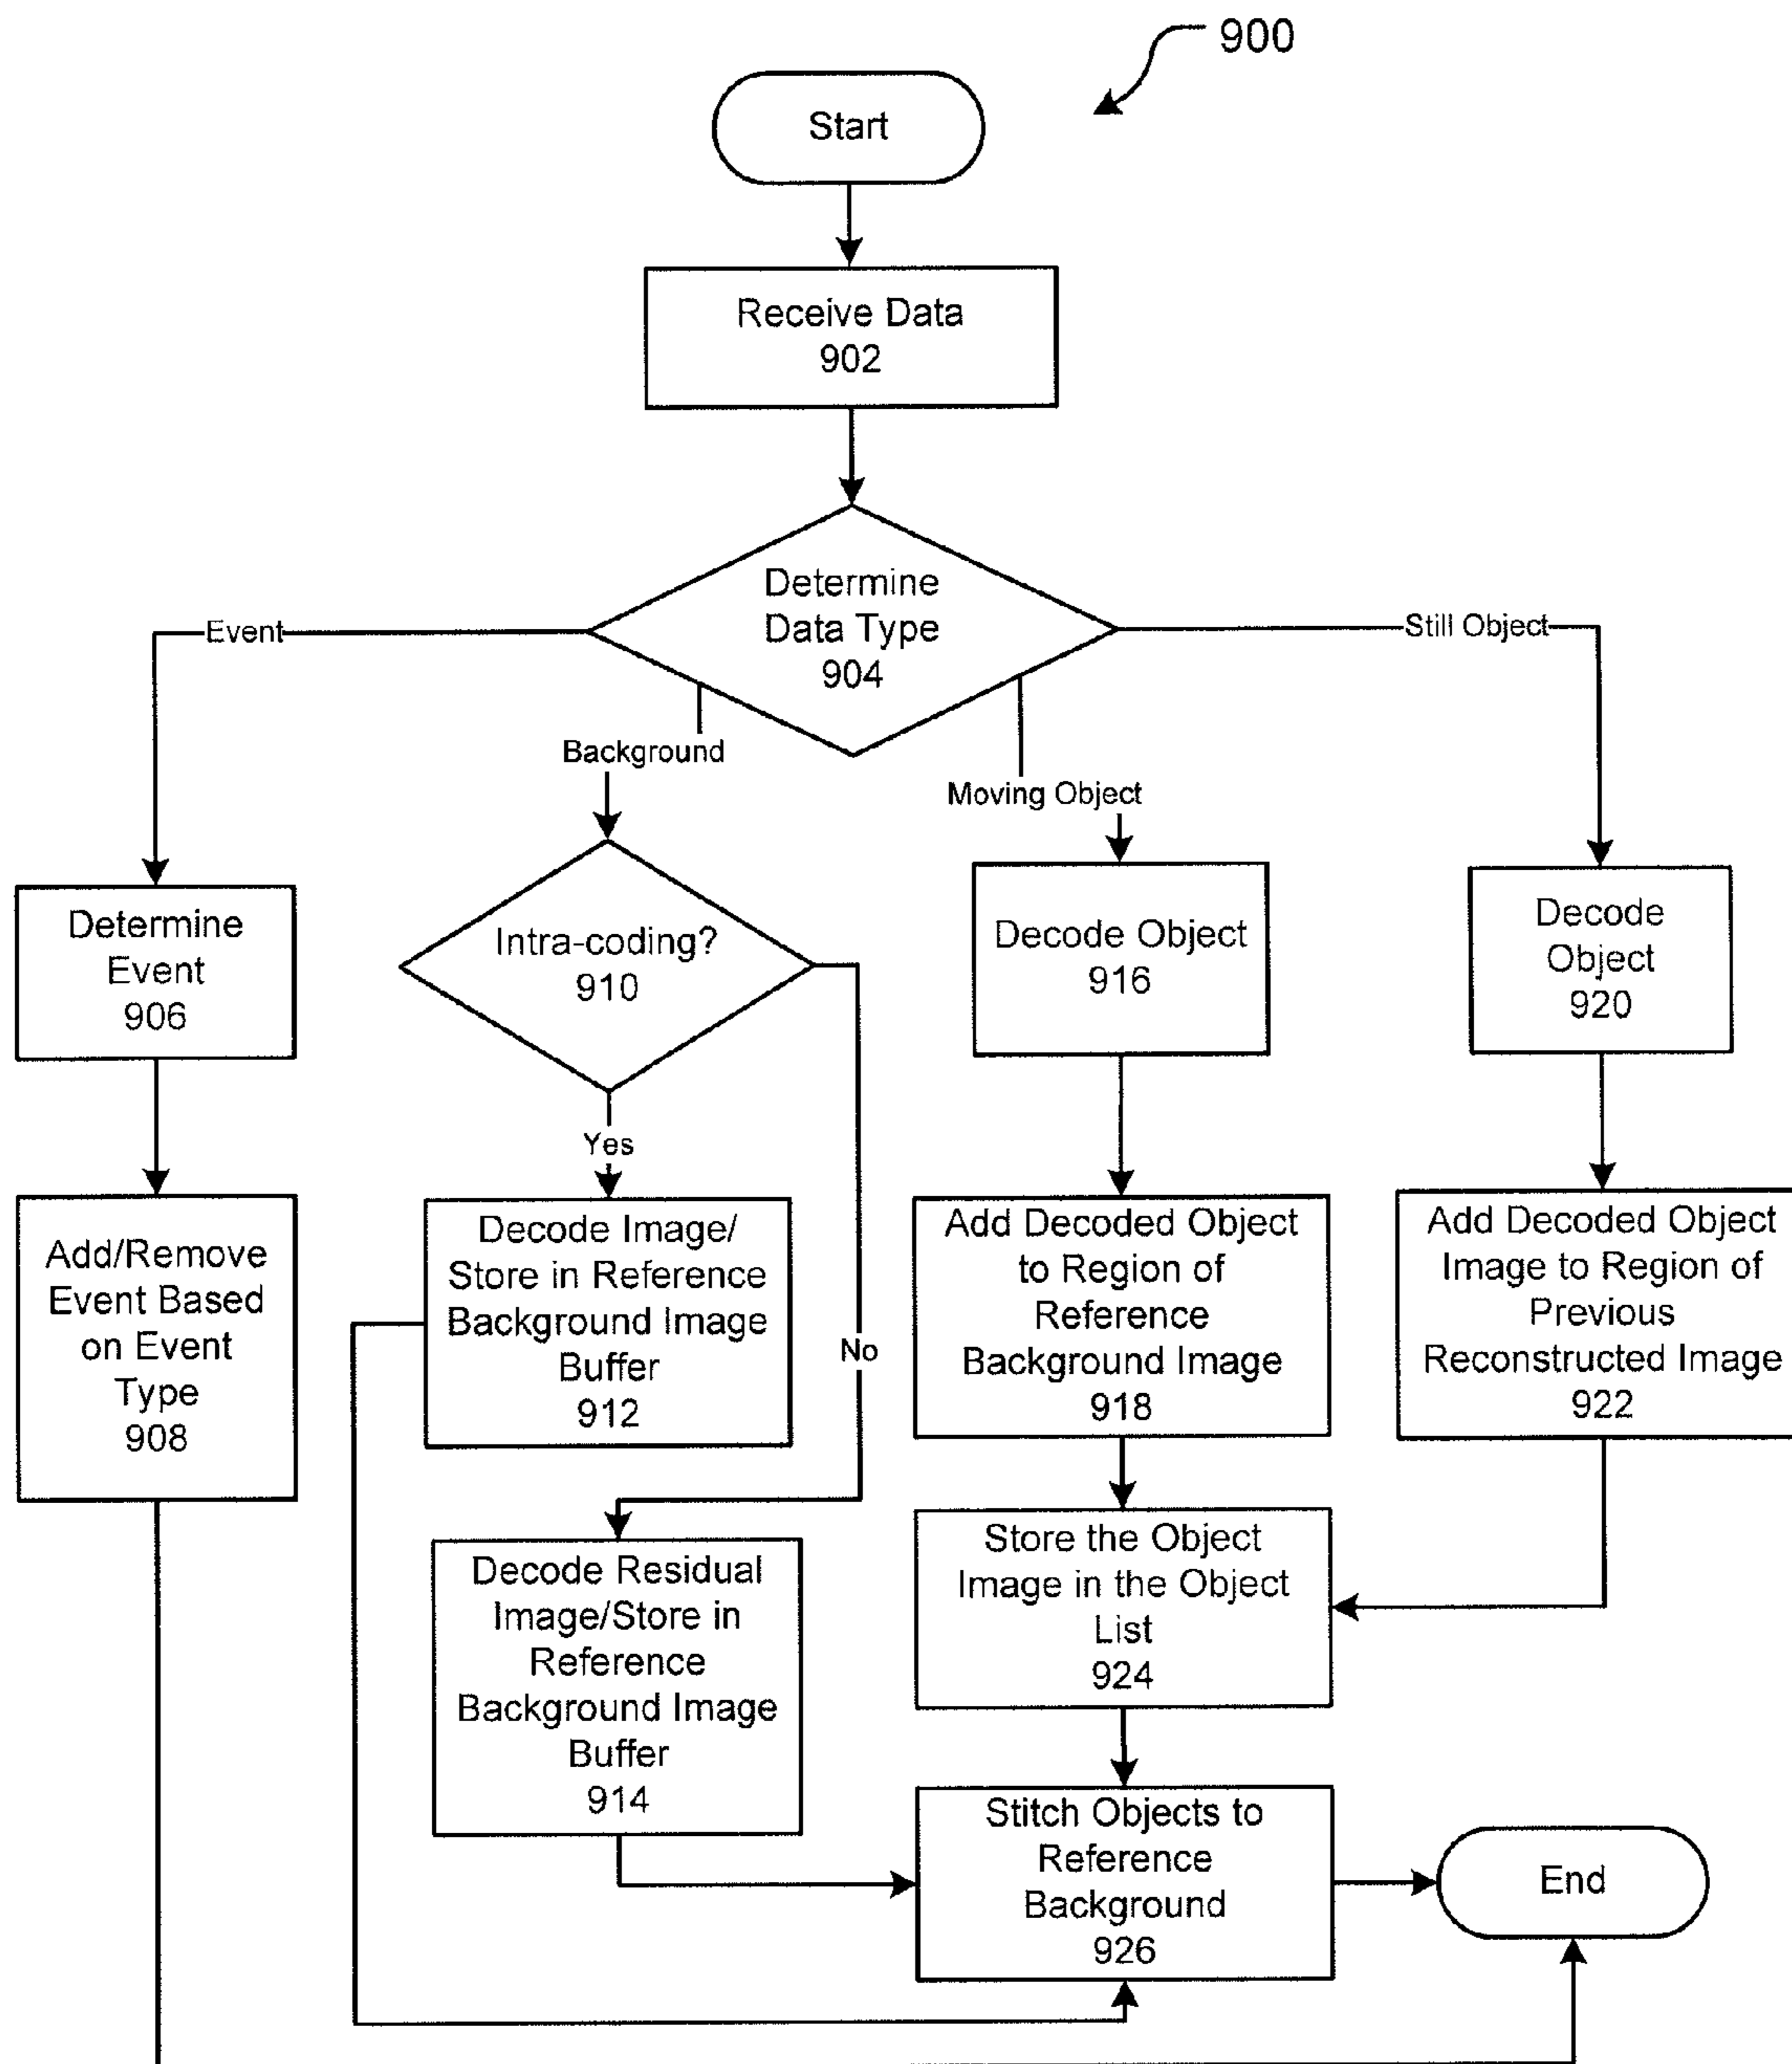 900
Start
Receive Data
902
Determine
Data Type
904
Event
Still Object
Background
Moving Object
Determine
Event
906
Intra-coding?
910
Decode Object
916
Decode
Object
920
Yes
No
Add/Remove
Event Based
on Event
Type
908
Decode Image/
Store in Reference
Background Image
Buffer
912
Add Decoded Object
to Region of
Reference
Background Image
918
Add Decoded Object
Image to Region of
Previous
Reconstructed Image
922
Decode Residual
Image/Store in
Reference
Background Image
Buffer
914
Store the Object
Image in the Object
List
924
Stitch Objects to
Reference
Background
926
End